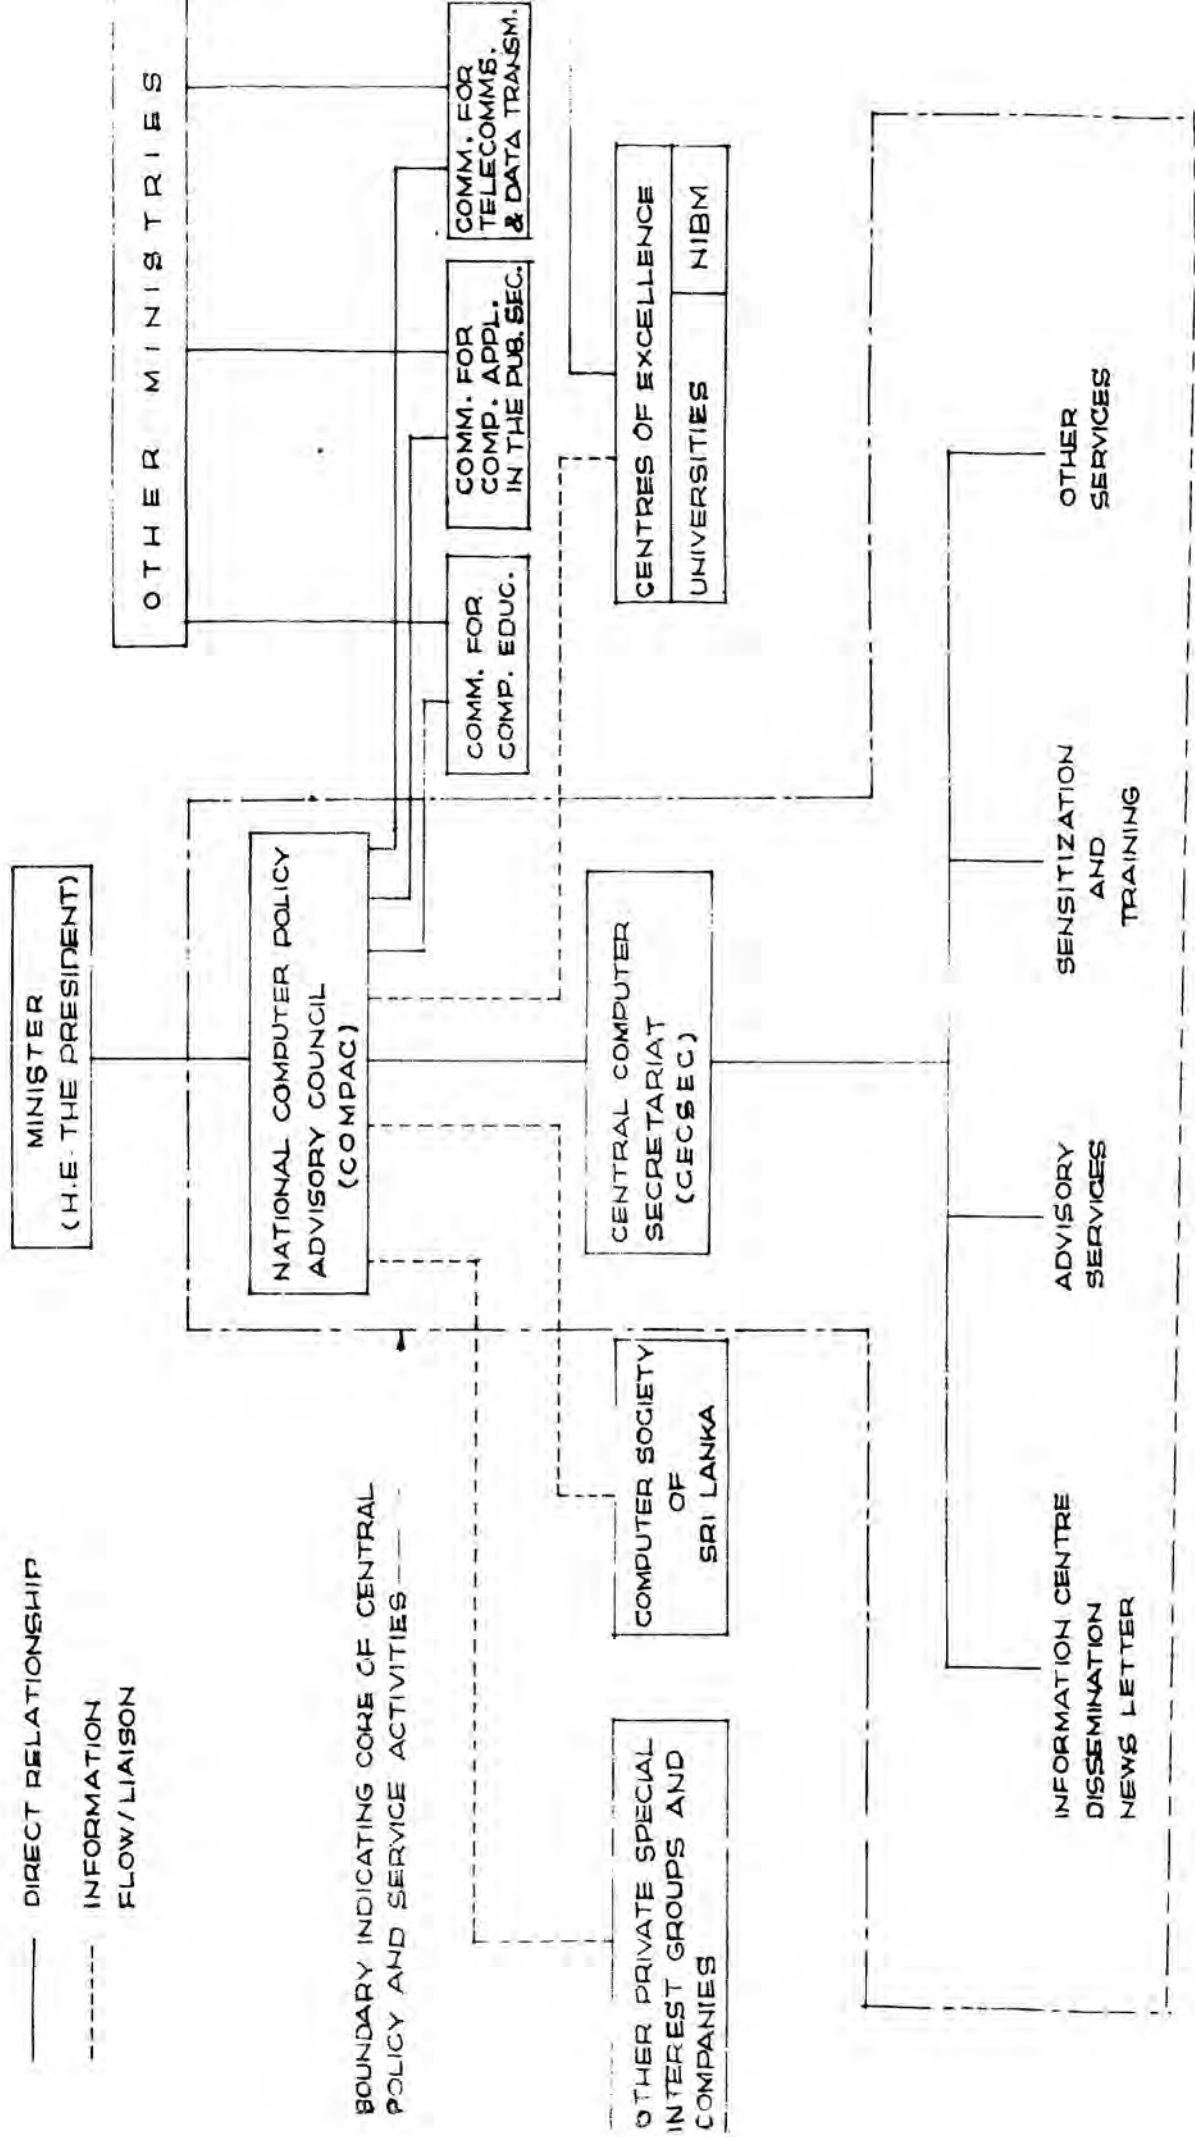 DIRECT RELATIONSHIP
INFORMATION
FLOW/LIAISON
MINISTER
(H.E. THE PRESIDENT)
OTHER MINISTRIES
BOUNDARY INDICATING CORE OF CENTRAL
POLICY AND SERVICE ACTIVITIES
NATIONAL COMPUTER POLICY
ADVISORY COUNCIL
(COMPAC)
COMM. FOR
COMP. EDUC.
COMM. FOR
COMP. APPL.
IN THE PUB. SEC.
COMM. FOR
TELECOMMS.
& DATA TRANSM.
OTHER PRIVATE SPECIAL
INTEREST GROUPS AND
COMPANIES
COMPUTER SOCIETY
OF
SRI LANKA
CENTRAL COMPUTER
SECRETARIAT
(CECSEC)
CENTRES OF EXCELLENCE
UNIVERSITIES
NIBM
INFORMATION CENTRE
DISSEMINATION
NEWS LETTER
ADVISORY
SERVICES
SENSITIZATION
AND
TRAINING
OTHER
SERVICES